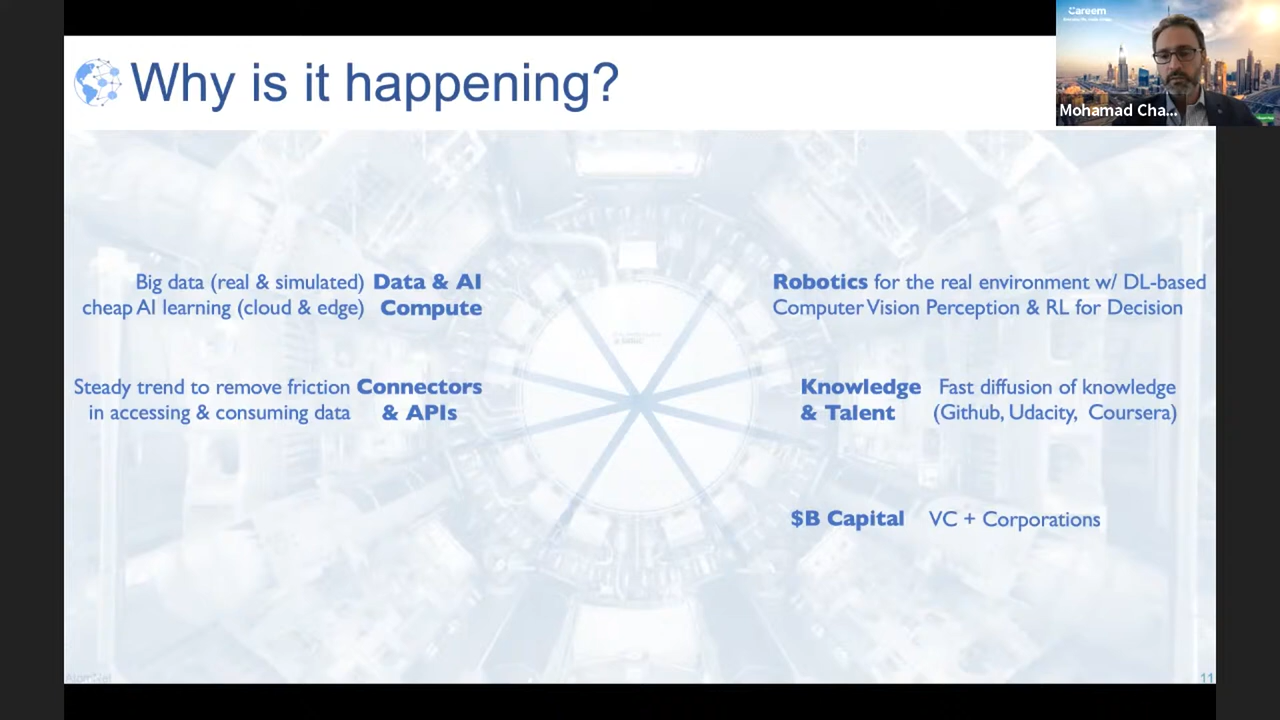 Why is it happening?
Careem
Mohamad Cha...
Big data (real & simulated) Data & AI
cheap AI learning (cloud & edge) Compute
Robotics for the real environment w/ DL-based
Computer Vision Perception & RL for Decision
Steady trend to remove friction Connectors
in accessing & consuming data & APIs
Knowledge Fast diffusion of knowledge
& Talent (Github, Udacity, Coursera)
$B Capital VC + Corporations
11